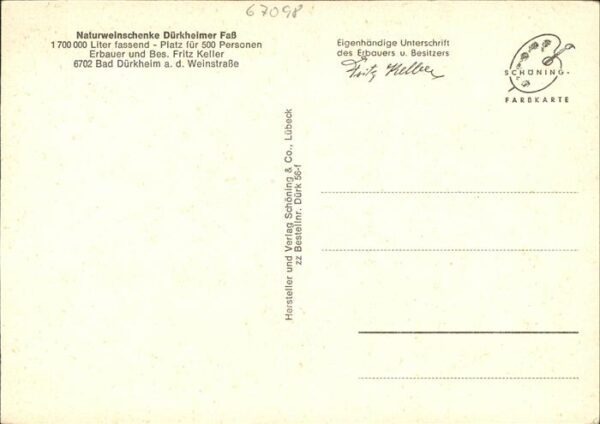 67098
Naturweinschenke Dürkheimer Faß
1 700 000 Liter fassend - Platz für 500 Personen
Erbauer und Bes. Fritz Keller
6702 Bad Dürkheim a. d. Weinstraße
Eigenhändige Unterschrift
des Erbauers u. Besitzers
Fritz Keller
SCHÖNING·
FARBKARTE
Hersteller und Verlag Schöning & Co., Lübeck
zz Bestellnr. Dürk 56-f